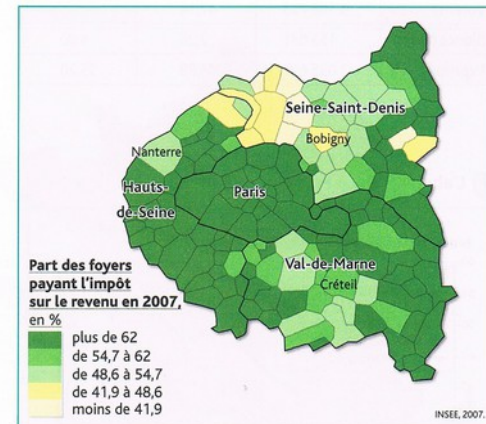 Seine-Saint-Denis
Bobigny
Nanterre
Hauts-
de-Seine
Paris
Val-de-Marne
Créteil
Part des foyers
payant l'impôt
sur le revenu en 2007,
en %
plus de 62
de 54,7 à 62
de 48,6 à 54,7
de 41,9 à 48,6
moins de 41,9
INSEE, 2007.